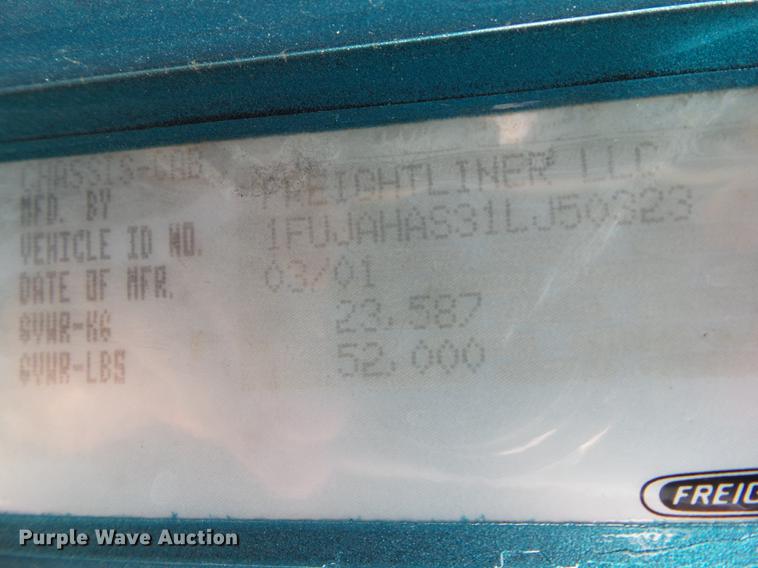 CHASSIS-CAB
MFD. BY FREIGHTLINER LLC
VEHICLE ID NO. 1FUJAHAS31LJ50323
DATE OF MFR. 03/01
GVWR-KG 23,587
GVWR-LBS 52,000
FREIG
Purple Wave Auction